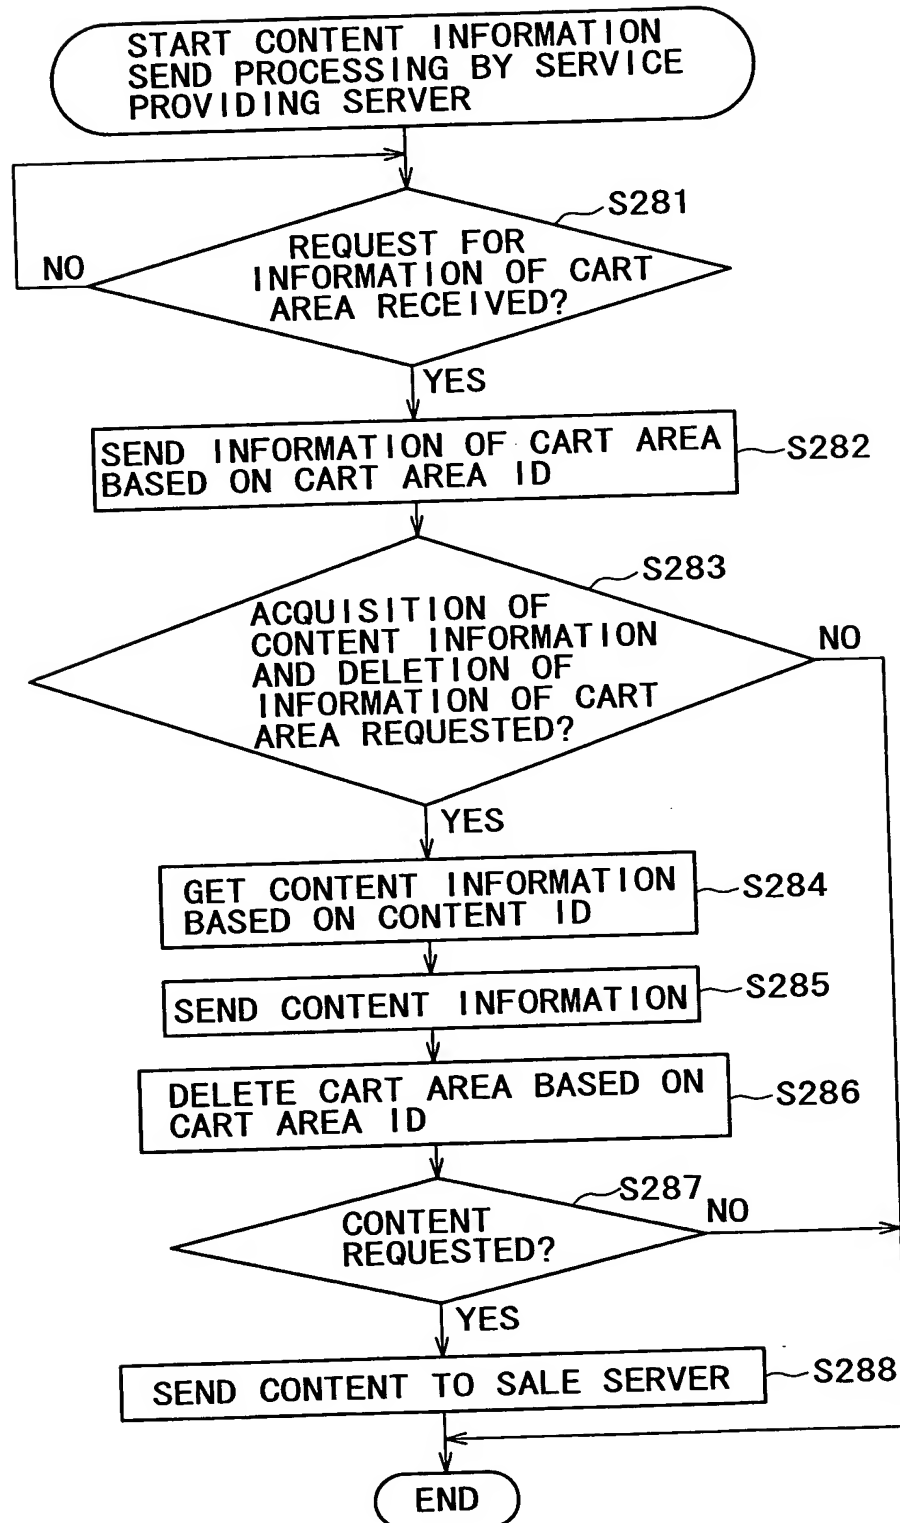 START CONTENT INFORMATION
SEND PROCESSING BY SERVICE
PROVIDING SERVER
S281
REQUEST FOR
INFORMATION OF CART
AREA RECEIVED?
NO
YES
SEND INFORMATION OF CART AREA
BASED ON CART AREA ID
S282
S283
ACQUISITION OF
CONTENT INFORMATION
AND DELETION OF
INFORMATION OF CART
AREA REQUESTED?
NO
YES
GET CONTENT INFORMATION
BASED ON CONTENT ID
S284
SEND CONTENT INFORMATION
S285
DELETE CART AREA BASED ON
CART AREA ID
S286
S287
CONTENT
REQUESTED?
NO
YES
SEND CONTENT TO SALE SERVER
S288
END